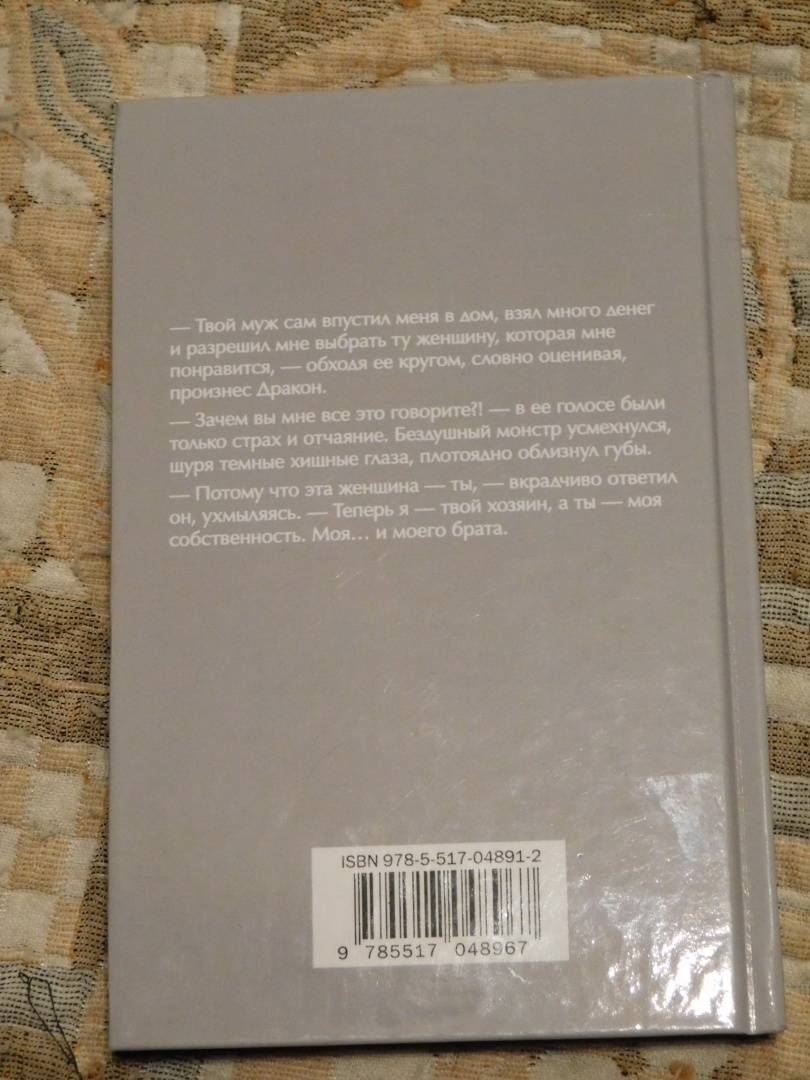 — Твой муж сам впустил меня в дом, взял много денег
и разрешил мне выбрать ту женщину, которая мне
понравится, — обходя ее кругом, словно оценивая,
произнес Дракон.
— Зачем вы мне все это говорите?! — в ее голосе были
только страх и отчаяние. Бездушный монстр усмехнулся,
щуря темные хищные глаза, плотоядно облизнул губы.
— Потому что эта женщина — ты, — вкрадчиво ответил
он, ухмыляясь. — Теперь я — твой хозяин, а ты — моя
собственность. Моя... и моего брата.
ISBN 978-5-517-04891-2
9 785517 048967